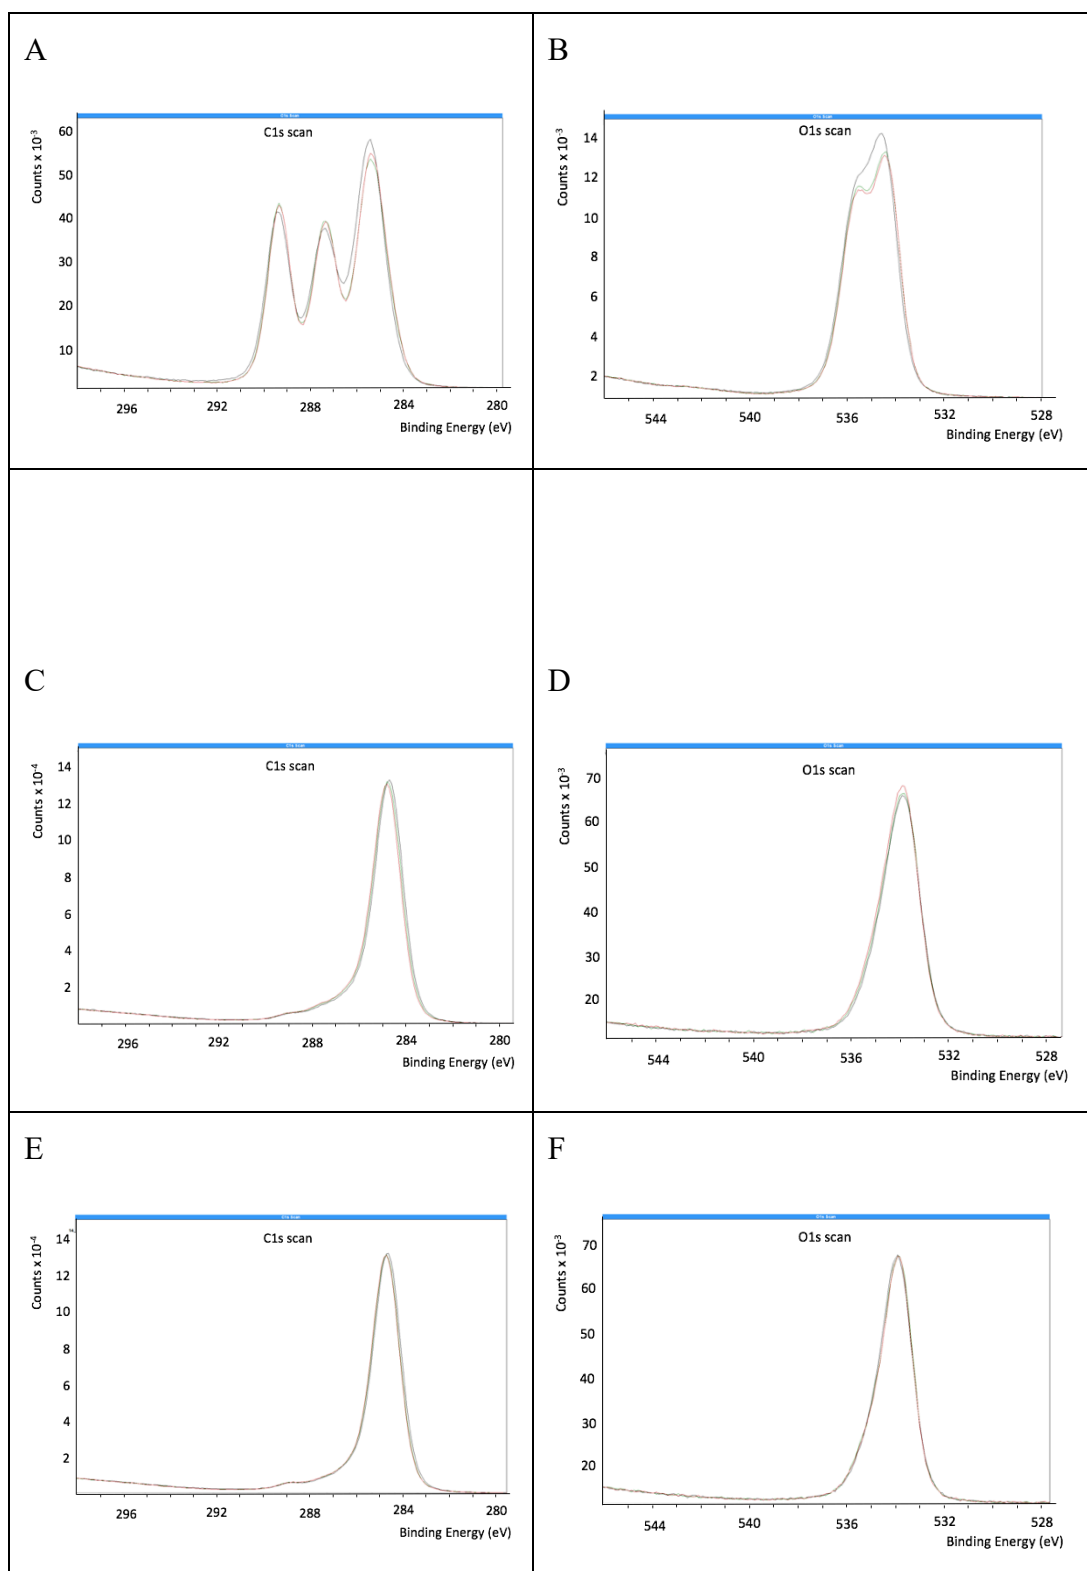 A
C1s scan
Counts x 10-3
60
50
40
30
20
10
296 292 288 284 280
Binding Energy (eV)
B
O1s scan
Counts x 10-3
14
12
10
8
6
4
2
544 540 536 532 528
Binding Energy (eV)
C
C1s scan
Counts x 10-4
14
12
10
8
6
4
2
296 292 288 284 280
Binding Energy (eV)
D
O1s scan
Counts x 10-3
70
60
50
40
30
20
544 540 536 532 528
Binding Energy (eV)
E
C1s scan
Counts x 10-4
14
12
10
8
6
4
2
296 292 288 284 280
Binding Energy (eV)
F
O1s scan
Counts x 10-3
70
60
50
40
30
20
544 540 536 532 528
Binding Energy (eV)